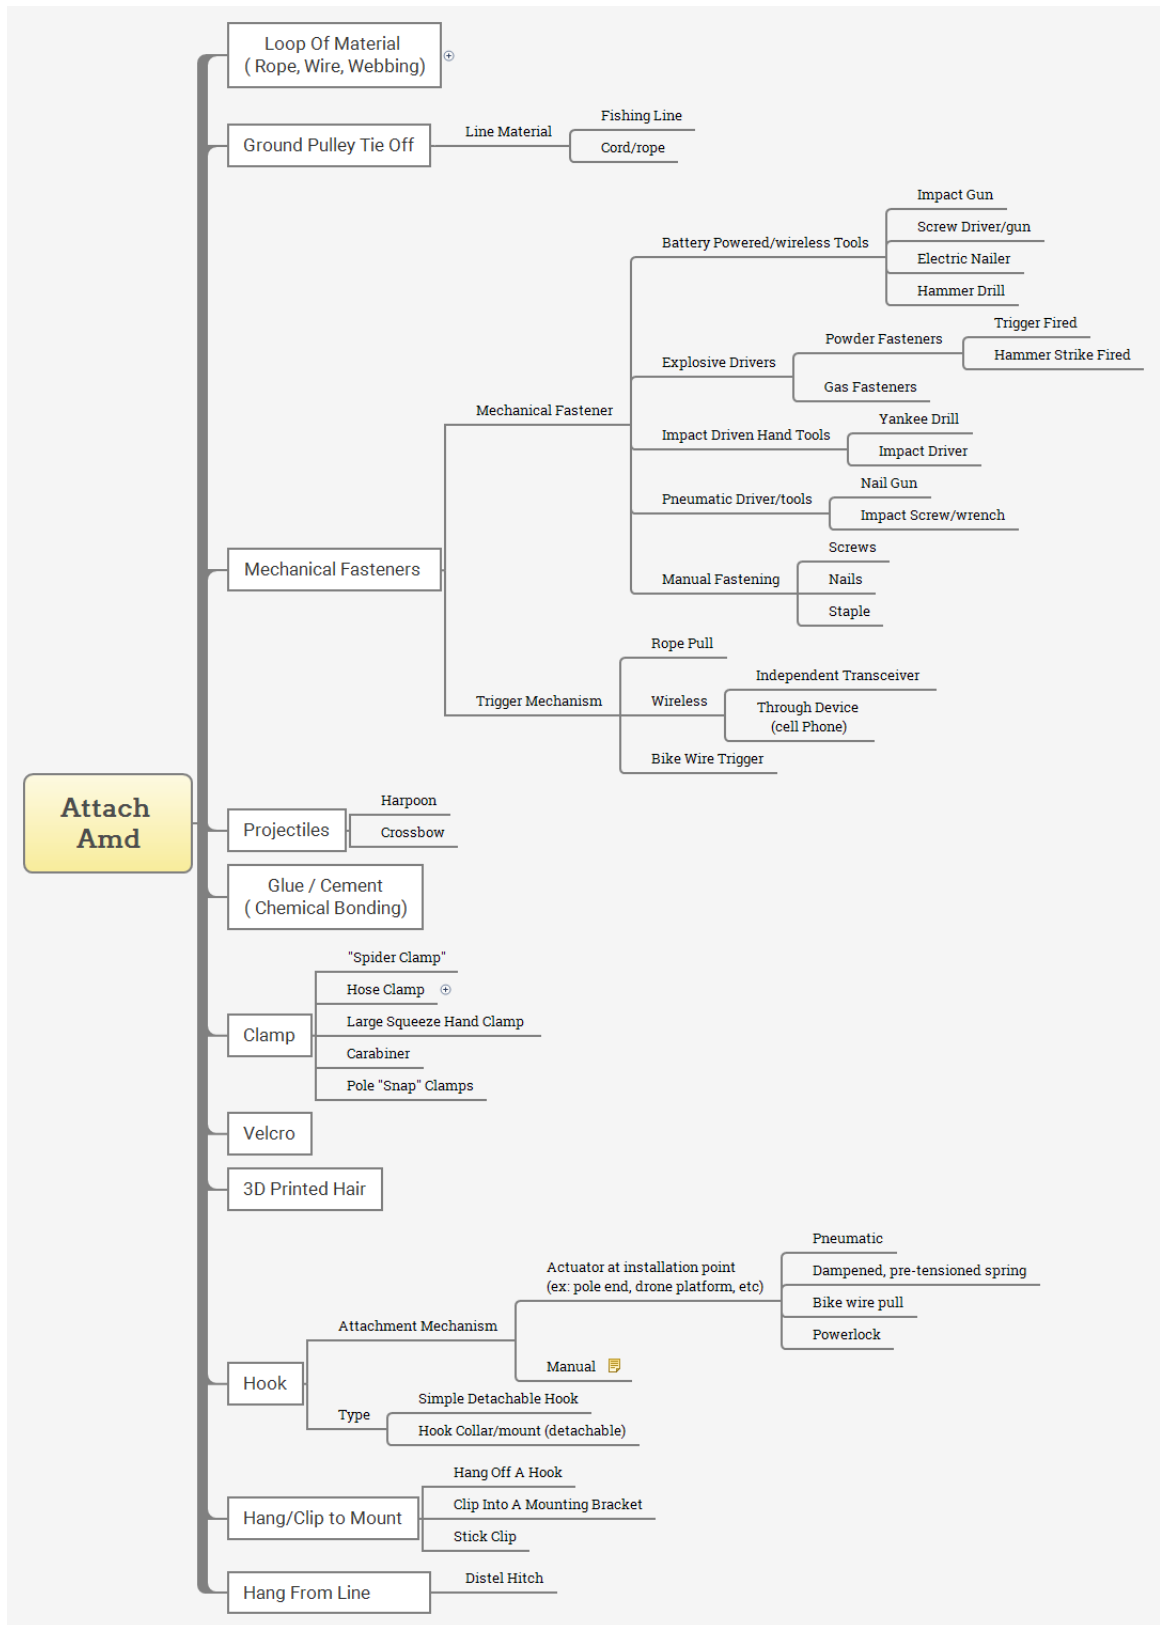 Loop Of Material
( Rope, Wire, Webbing)
Ground Pulley Tie Off
Line Material
Fishing Line
Cord/rope
Mechanical Fasteners
Mechanical Fastener
Battery Powered/wireless Tools
Impact Gun
Screw Driver/gun
Electric Nailer
Hammer Drill
Explosive Drivers
Powder Fasteners
Trigger Fired
Hammer Strike Fired
Gas Fasteners
Impact Driven Hand Tools
Yankee Drill
Impact Driver
Pneumatic Driver/tools
Nail Gun
Impact Screw/wrench
Manual Fastening
Screws
Nails
Staple
Trigger Mechanism
Rope Pull
Wireless
Independent Transceiver
Through Device
(cell Phone)
Bike Wire Trigger
Attach
Amd
Projectiles
Harpoon
Crossbow
Glue / Cement
( Chemical Bonding)
Clamp
"Spider Clamp"
Hose Clamp
Large Squeeze Hand Clamp
Carabiner
Pole "Snap" Clamps
Velcro
3D Printed Hair
Hook
Attachment Mechanism
Actuator at installation point
(ex: pole end, drone platform, etc)
Pneumatic
Dampened, pre-tensioned spring
Bike wire pull
Powerlock
Manual
Type
Simple Detachable Hook
Hook Collar/mount (detachable)
Hang/Clip to Mount
Hang Off A Hook
Clip Into A Mounting Bracket
Stick Clip
Hang From Line
Distel Hitch